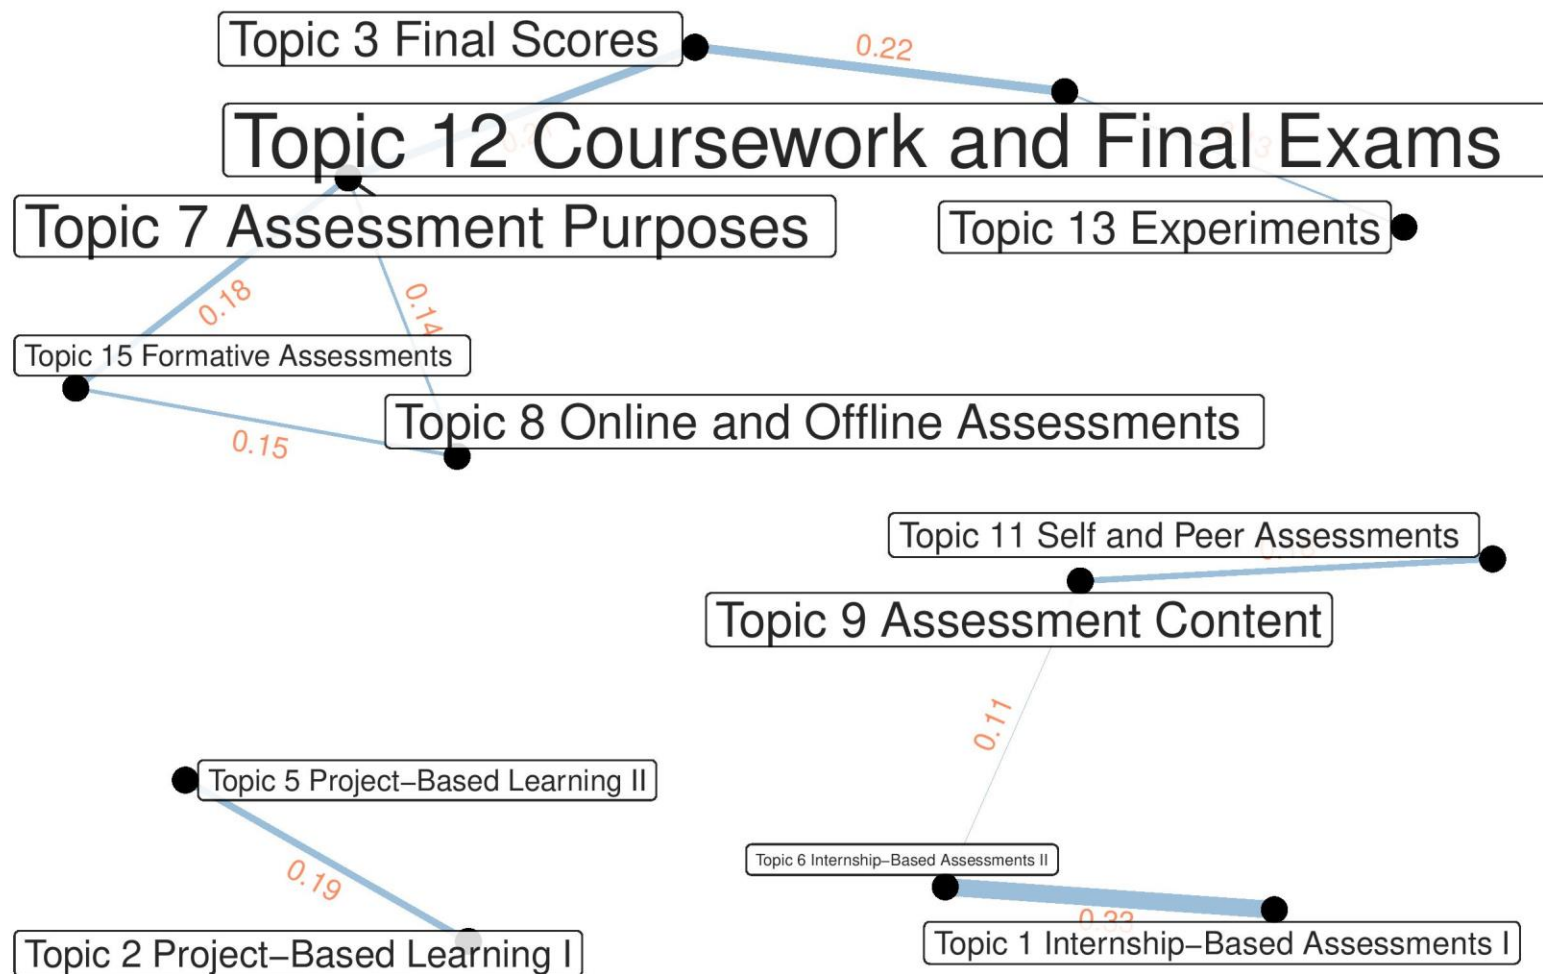 Topic 3 Final Scores
0.22
Topic 12 Coursework and Final Exams
Topic 7 Assessment Purposes
Topic 13 Experiments
0.18
0.14
Topic 15 Formative Assessments
Topic 8 Online and Offline Assessments
0.15
Topic 11 Self and Peer Assessments
Topic 9 Assessment Content
0.11
Topic 5 Project–Based Learning II
0.19
Topic 6 Internship–Based Assessments II
0.33
Topic 2 Project–Based Learning I
Topic 1 Internship–Based Assessments I